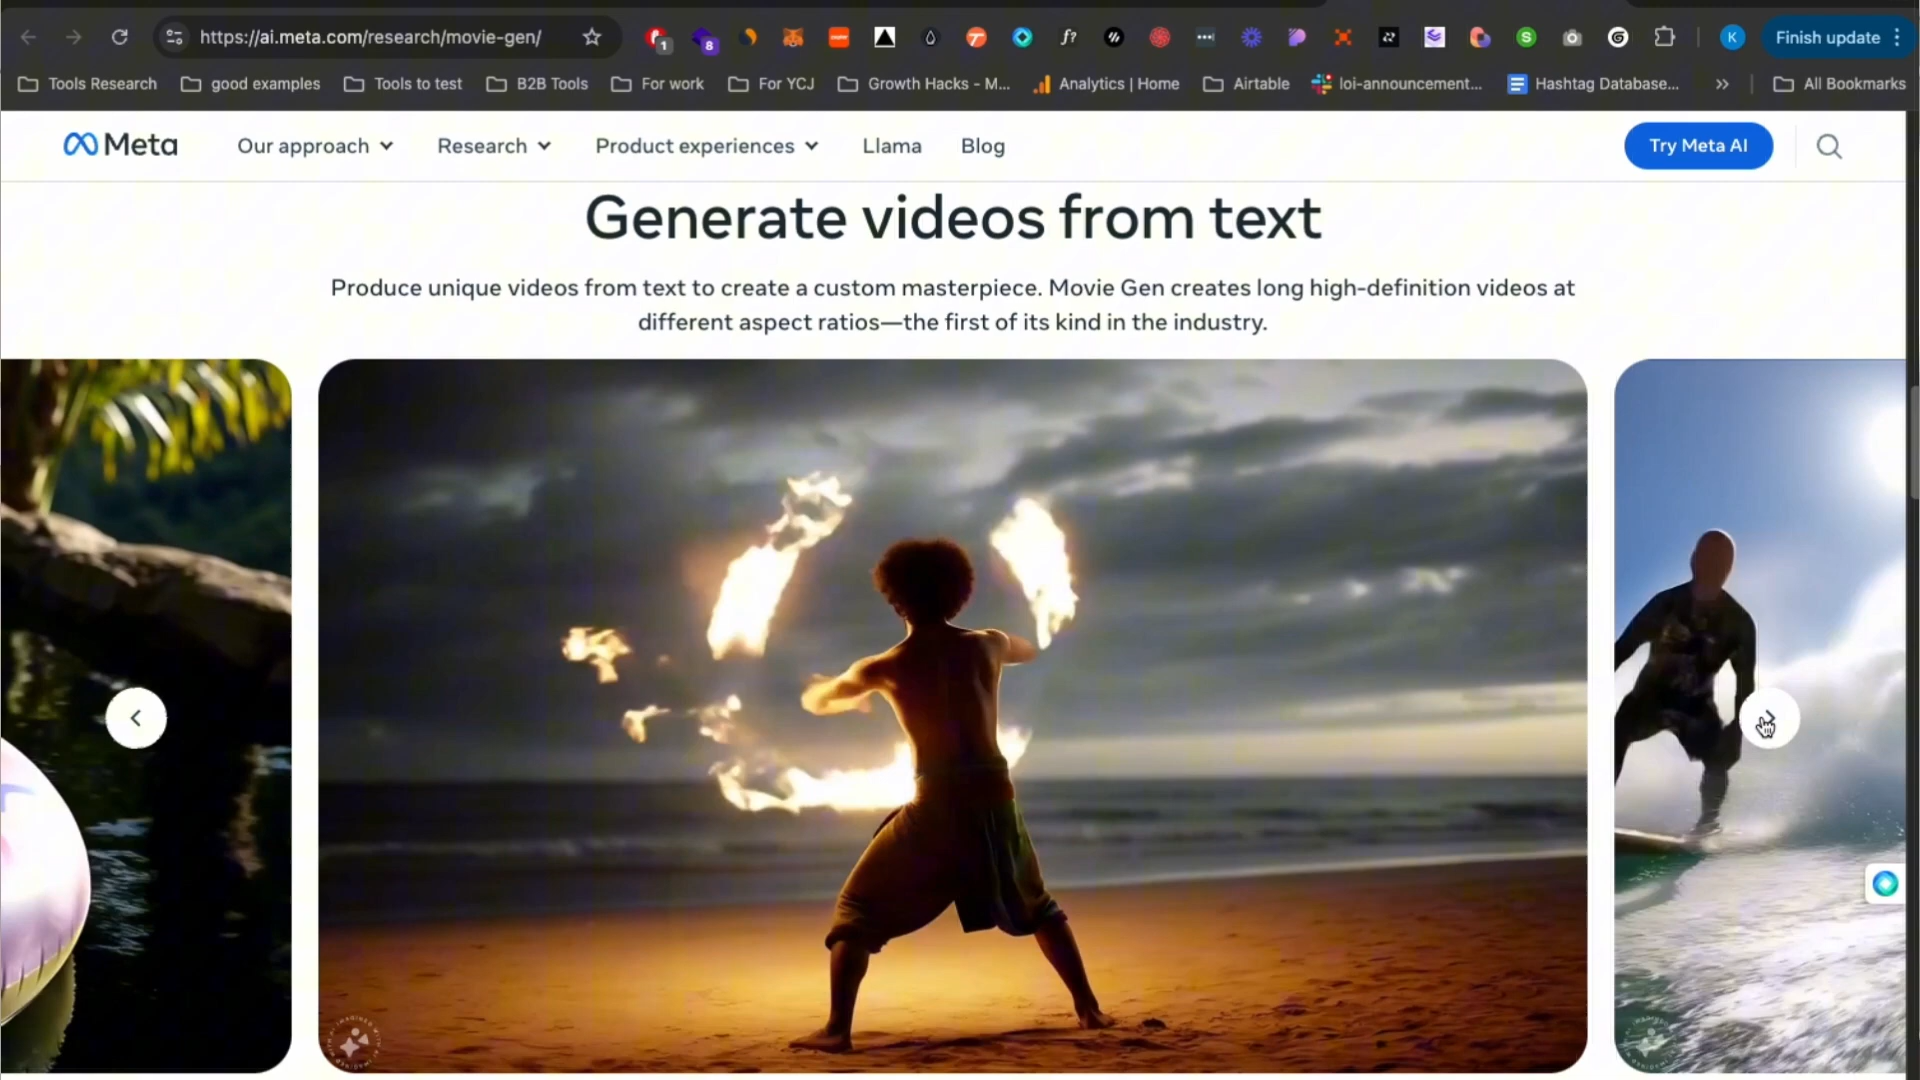 https://ai.meta.com/research/movie-gen/
1
8
f?
K
Finish update
Tools Research
good examples
Tools to test
B2B Tools
For work
For YCJ
Growth Hacks - M...
Analytics | Home
Airtable
loi-announcement...
Hashtag Database...
All Bookmarks
Meta
Our approach
Research
Product experiences
Llama
Blog
Try Meta AI
Generate videos from text
Produce unique videos from text to create a custom masterpiece. Movie Gen creates long high-definition videos at
different aspect ratios—the first of its kind in the industry.